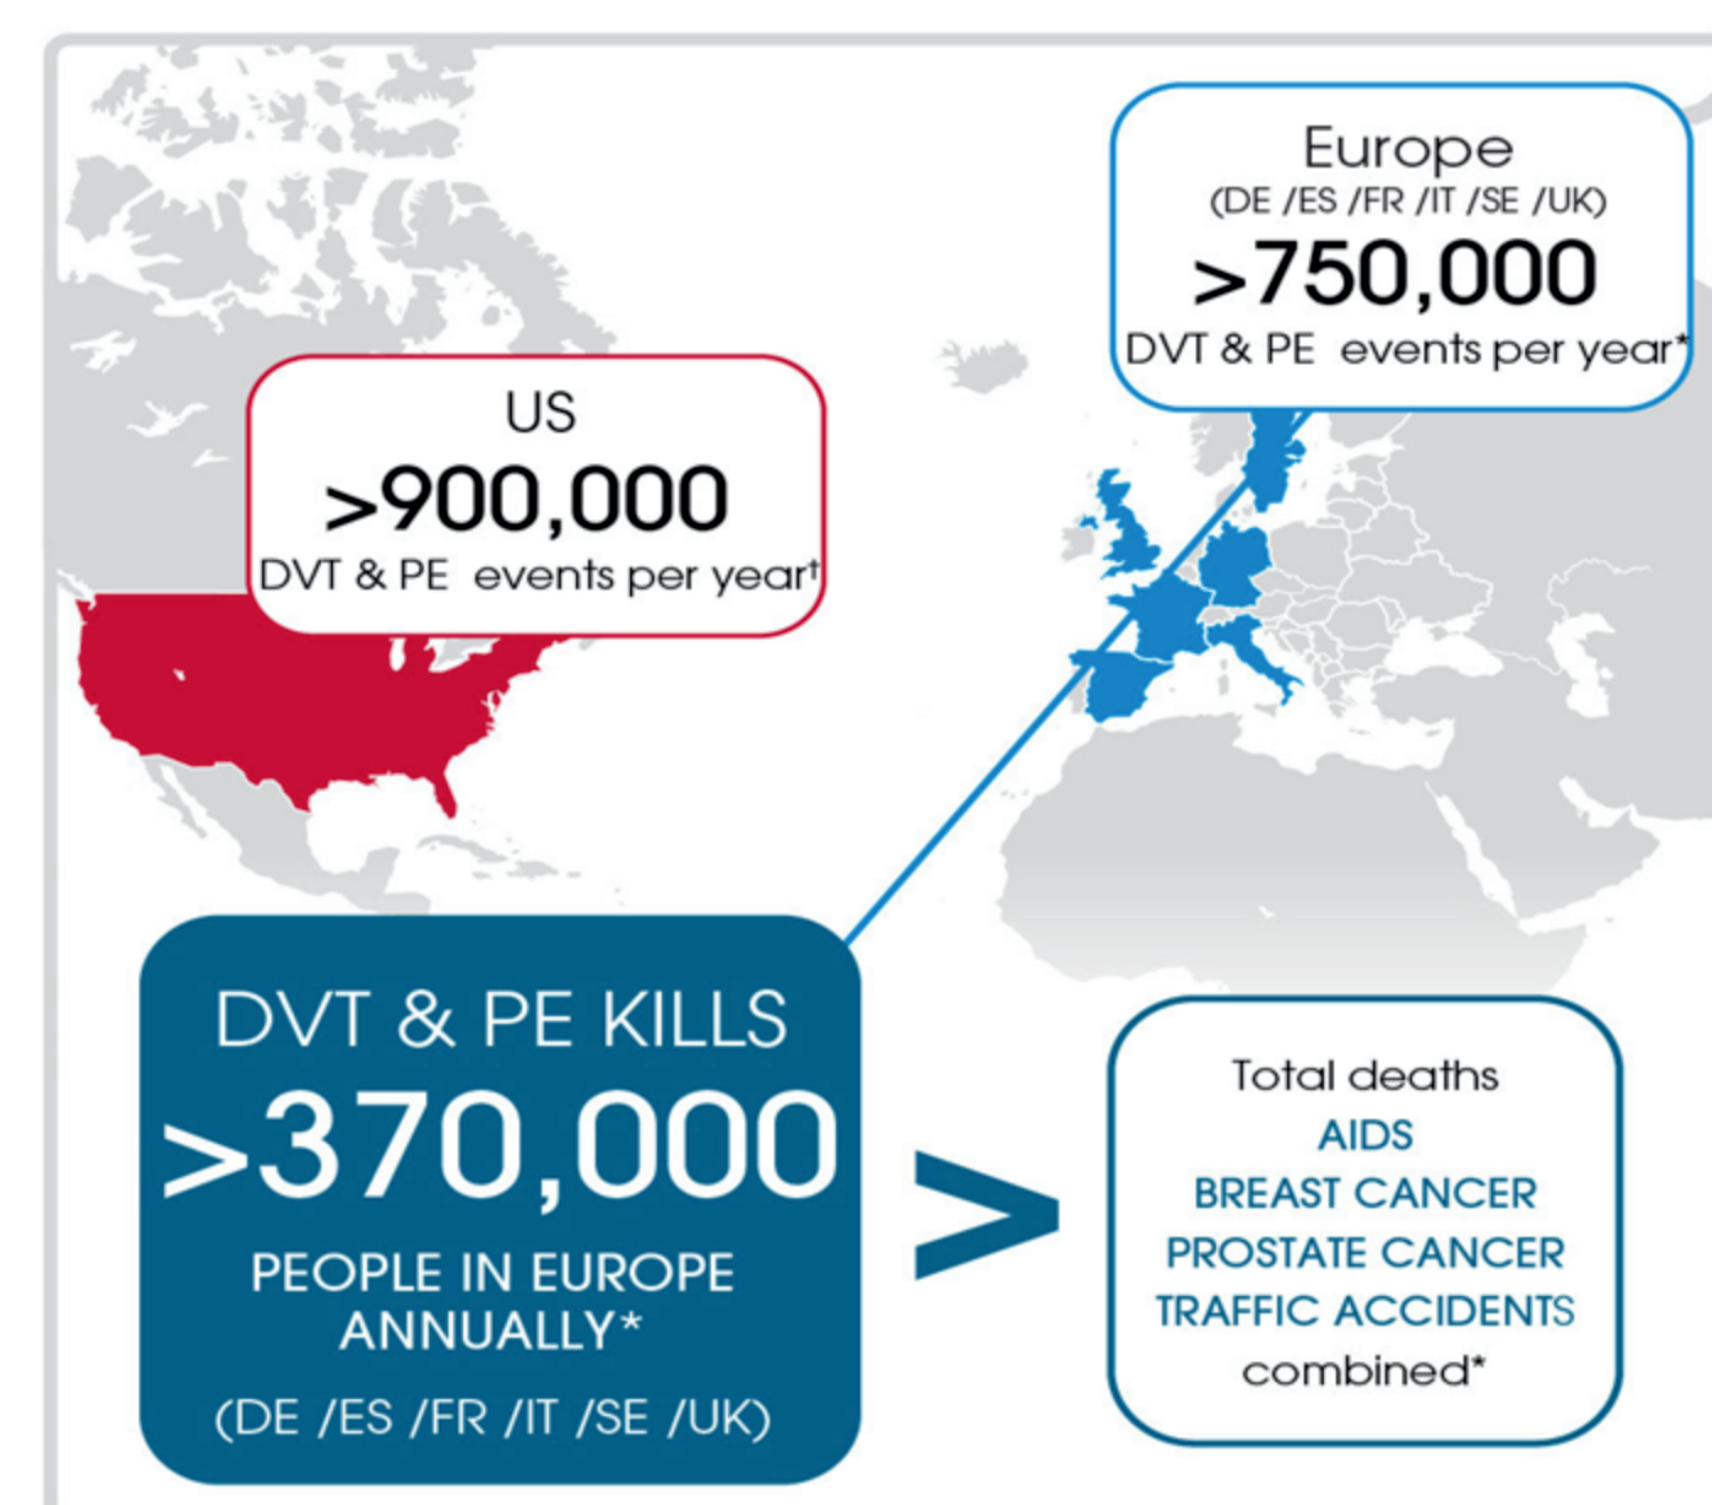 Europe
(DE /ES /FR /IT /SE /UK)
>750,000
DVT & PE events per year*
US
>900,000
DVT & PE events per year†
DVT & PE KILLS
>370,000
PEOPLE IN EUROPE
ANNUALLY*
(DE /ES /FR /IT /SE /UK)
>
Total deaths
AIDS
BREAST CANCER
PROSTATE CANCER
TRAFFIC ACCIDENTS
combined*